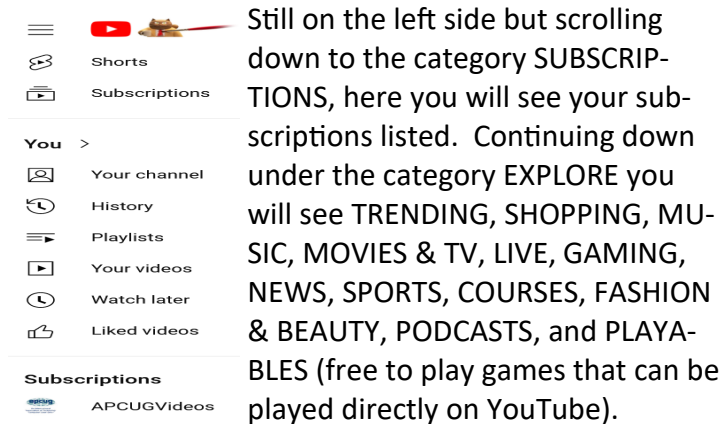 Shorts
Subscriptions
You >
Your channel
History
Playlists
Your videos
Watch later
Liked videos
Subscriptions
apcug
APCUGVideos
Still on the left side but scrolling
down to the category SUBSCRIP-
TIONS, here you will see your sub-
scriptions listed.  Continuing down
under the category EXPLORE you
will see TRENDING, SHOPPING, MU-
SIC, MOVIES & TV, LIVE, GAMING,
NEWS, SPORTS, COURSES, FASHION
& BEAUTY, PODCASTS, and PLAYA-
BLES (free to play games that can be
played directly on YouTube).